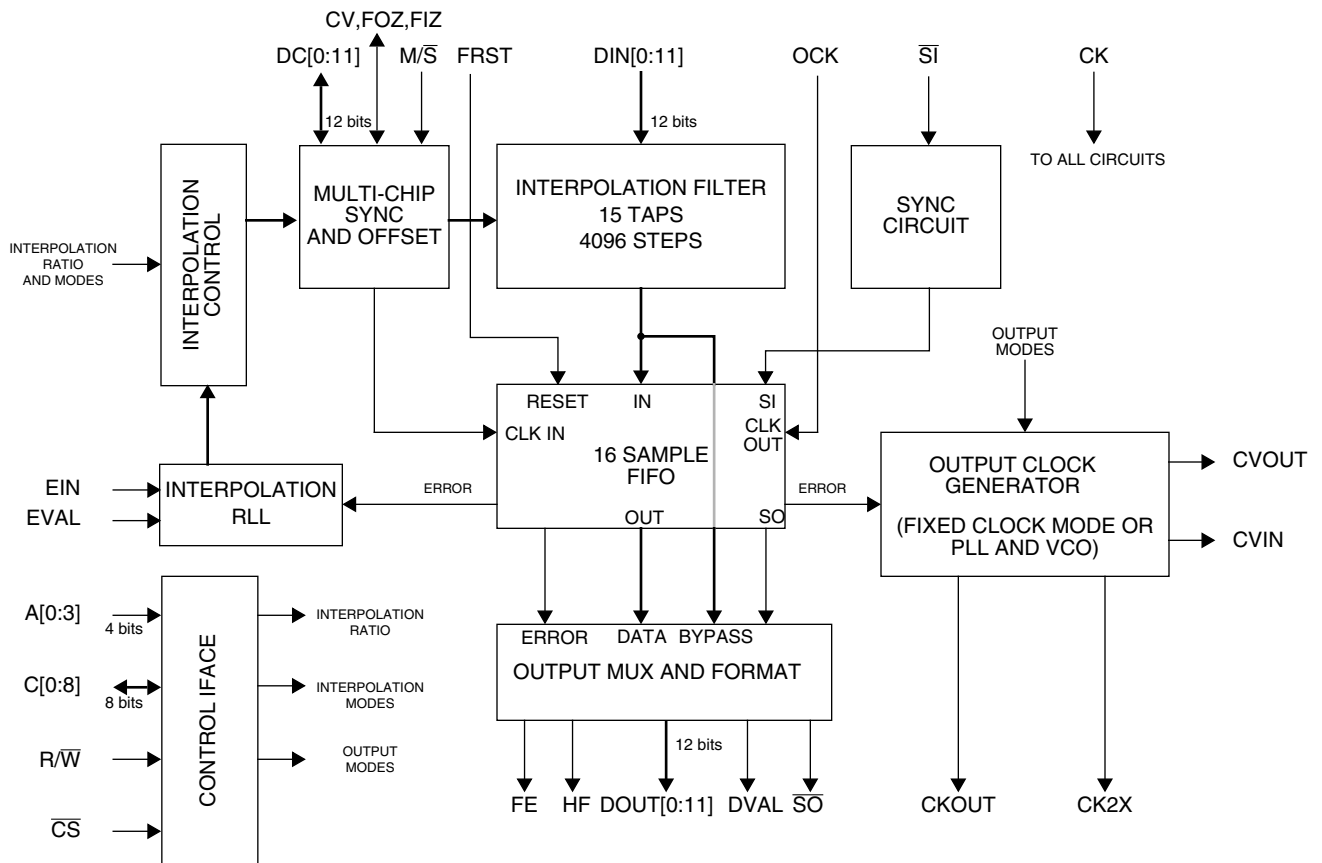 CV,FOZ,FIZ
DC[0:11]
M/S̅
FRST
DIN[0:11]
OCK
S̅I̅
CK
12 bits
12 bits
TO ALL CIRCUITS
INTERPOLATION
CONTROL
MULTI-CHIP
SYNC
AND OFFSET
INTERPOLATION FILTER
15 TAPS
4096 STEPS
SYNC
CIRCUIT
INTERPOLATION
RATIO
AND MODES
OUTPUT
MODES
RESET
IN
SI
CLK IN
CLK
OUT
16 SAMPLE
FIFO
OUT
SO
EIN
EVAL
INTERPOLATION
RLL
ERROR
ERROR
OUTPUT CLOCK
GENERATOR
(FIXED CLOCK MODE OR
PLL AND VCO)
CVOUT
CVIN
A[0:3]
4 bits
C[0:8]
8 bits
R/W̅
C̅S̅
CONTROL IFACE
INTERPOLATION
RATIO
INTERPOLATION
MODES
OUTPUT
MODES
ERROR
DATA
BYPASS
OUTPUT MUX AND FORMAT
12 bits
FE
HF
DOUT[0:11]
DVAL
S̅O̅
CKOUT
CK2X